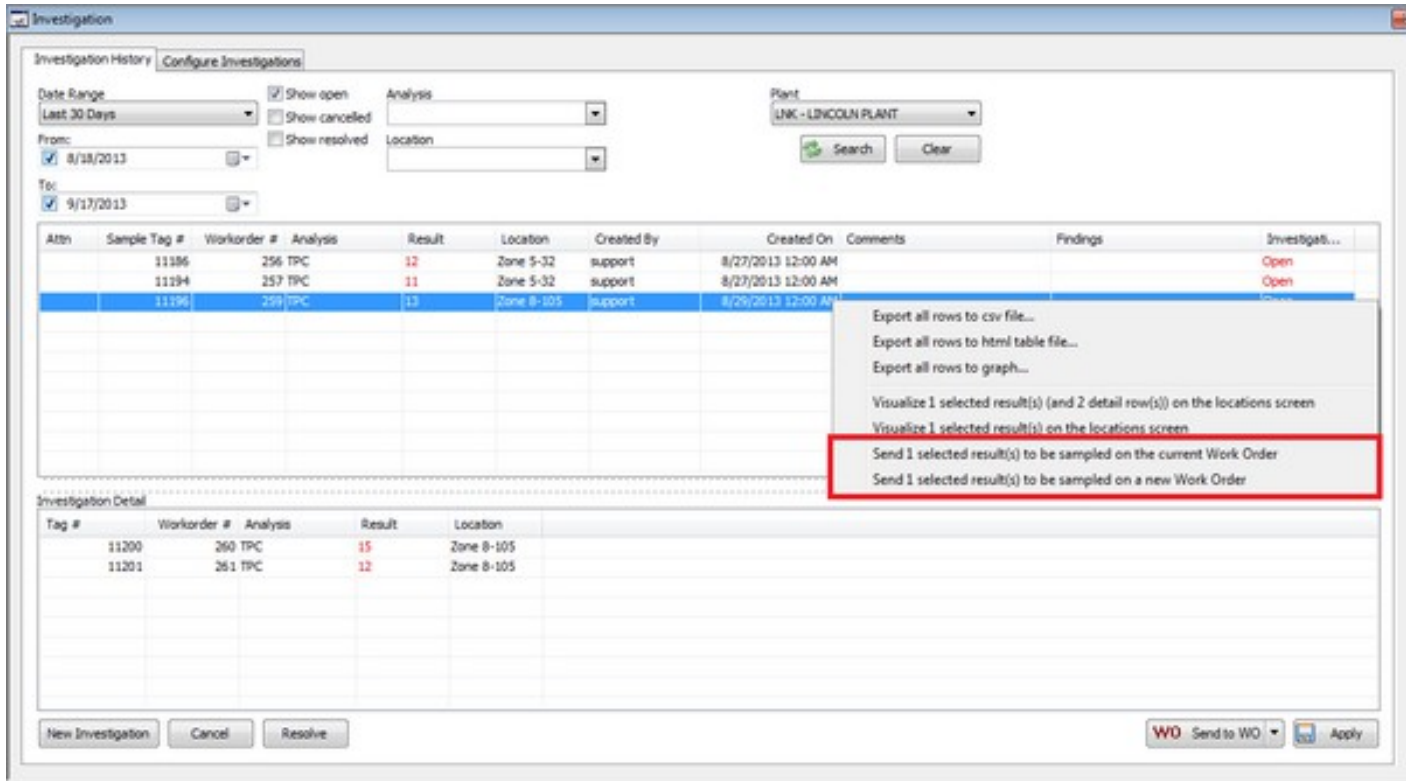 Investigation
Investigation History Configure Investigations
Date Range Show open Analysis Plant
Last 30 Days Show cancelled LNK - LINCOLN PLANT
From: Show resolved Location
8/18/2013 Search Clear
To:
9/17/2013
Attn Sample Tag # Workorder # Analysis Result Location Created By Created On Comments Findings Investigati...
11186 256 TPC 12 Zone 5-32 support 8/27/2013 12:00 AM Open
11194 257 TPC 11 Zone 5-32 support 8/27/2013 12:00 AM Open
11196 259 TPC 13 Zone 8-105 support 8/29/2013 12:00 AM Open
Export all rows to csv file...
Export all rows to html table file...
Export all rows to graph...
Visualize 1 selected result(s) (and 2 detail row(s)) on the locations screen
Visualize 1 selected result(s) on the locations screen
Send 1 selected result(s) to be sampled on the current Work Order
Send 1 selected result(s) to be sampled on a new Work Order
Investigation Detail
Tag # Workorder # Analysis Result Location
11200 260 TPC 15 Zone 8-105
11201 261 TPC 12 Zone 8-105
New Investigation Cancel Resolve WO Send to WO Apply